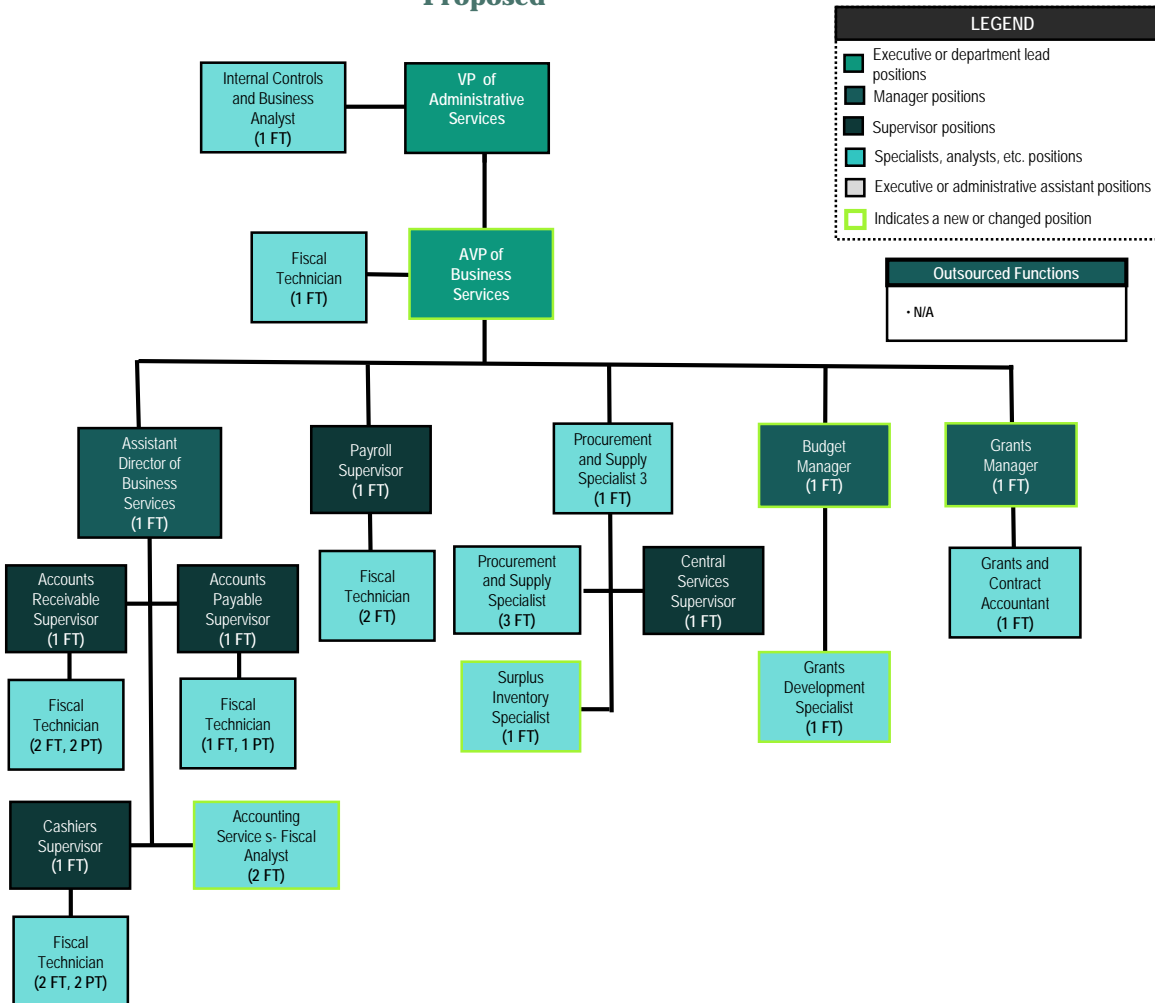 Proposed
LEGEND
Executive or department lead
positions
Manager positions
Supervisor positions
Specialists, analysts, etc. positions
Executive or administrative assistant positions
Indicates a new or changed position
Outsourced Functions
• N/A
Internal Controls
and Business
Analyst
(1 FT)
VP of
Administrative
Services
Fiscal
Technician
(1 FT)
AVP of
Business
Services
Assistant
Director of
Business
Services
(1 FT)
Payroll
Supervisor
(1 FT)
Procurement
and Supply
Specialist 3
(1 FT)
Budget
Manager
(1 FT)
Grants
Manager
(1 FT)
Accounts
Receivable
Supervisor
(1 FT)
Accounts
Payable
Supervisor
(1 FT)
Fiscal
Technician
(2 FT)
Procurement
and Supply
Specialist
(3 FT)
Central
Services
Supervisor
(1 FT)
Grants and
Contract
Accountant
(1 FT)
Fiscal
Technician
(2 FT, 2 PT)
Fiscal
Technician
(1 FT, 1 PT)
Surplus
Inventory
Specialist
(1 FT)
Grants
Development
Specialist
(1 FT)
Cashiers
Supervisor
(1 FT)
Accounting
Service s- Fiscal
Analyst
(2 FT)
Fiscal
Technician
(2 FT, 2 PT)